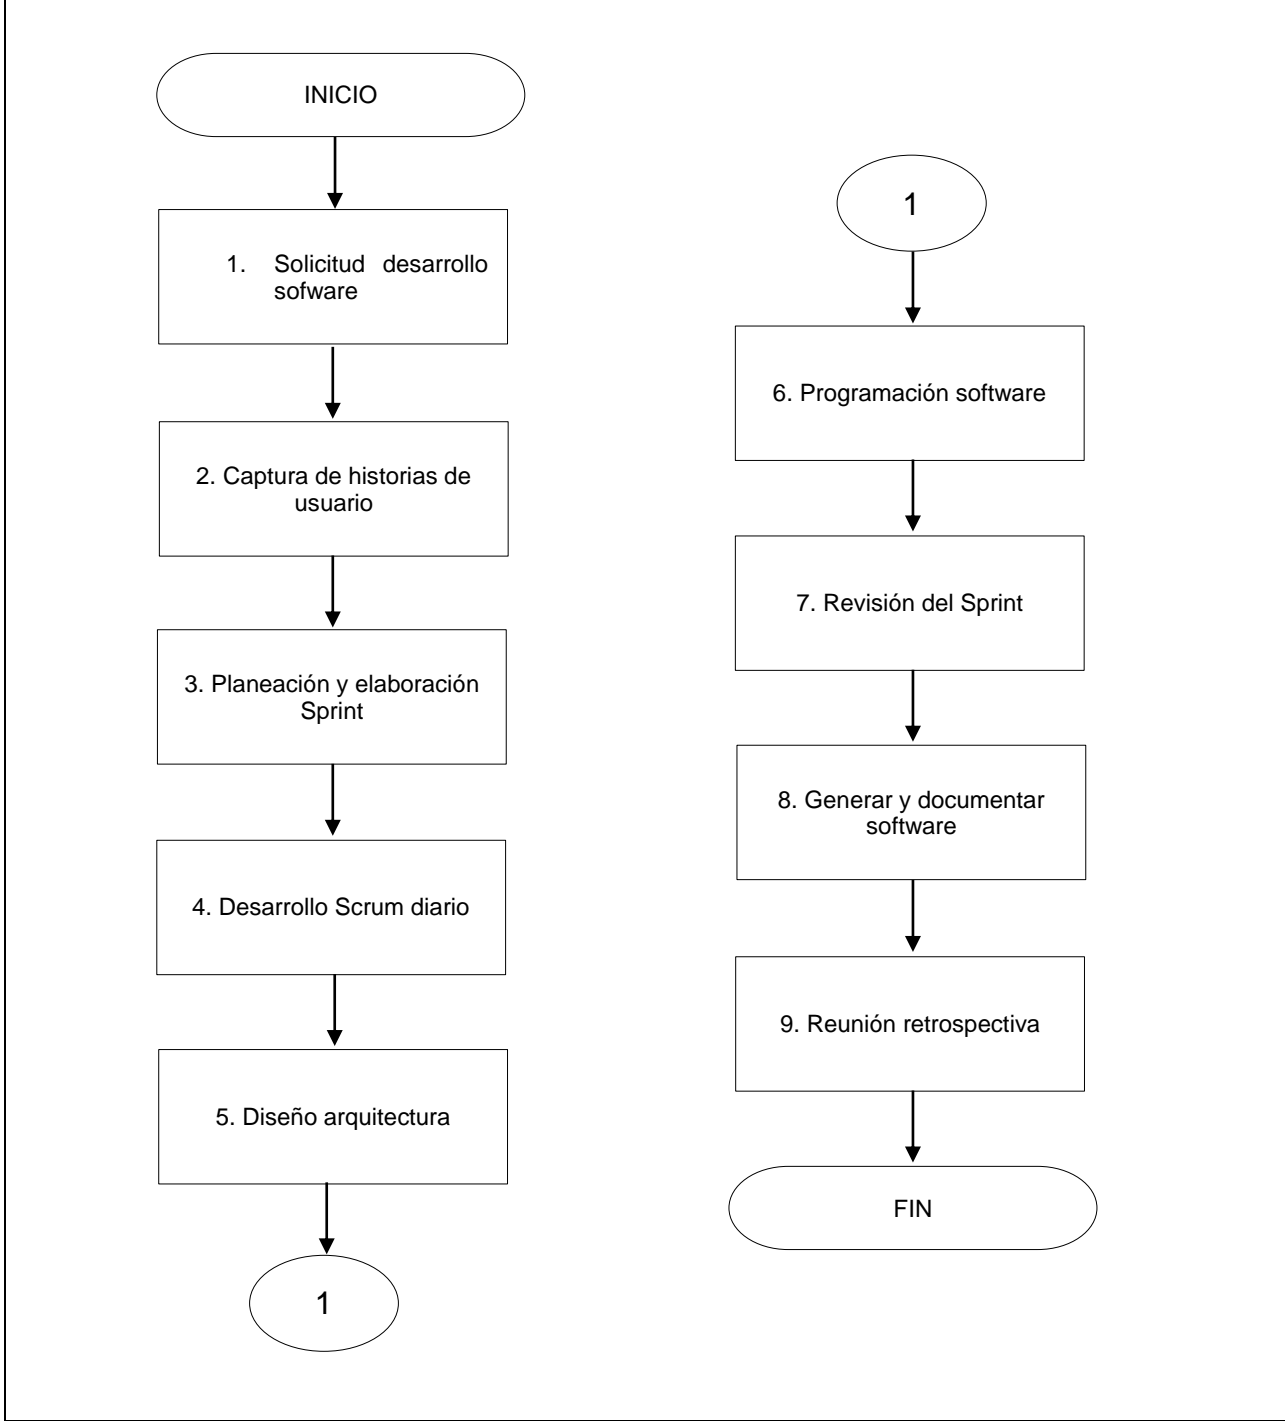 INICIO
1. Solicitud desarrollo
sofware
2. Captura de historias de
usuario
3. Planeación y elaboración
Sprint
4. Desarrollo Scrum diario
5. Diseño arquitectura
1
1
6. Programación software
7. Revisión del Sprint
8. Generar y documentar
software
9. Reunión retrospectiva
FIN